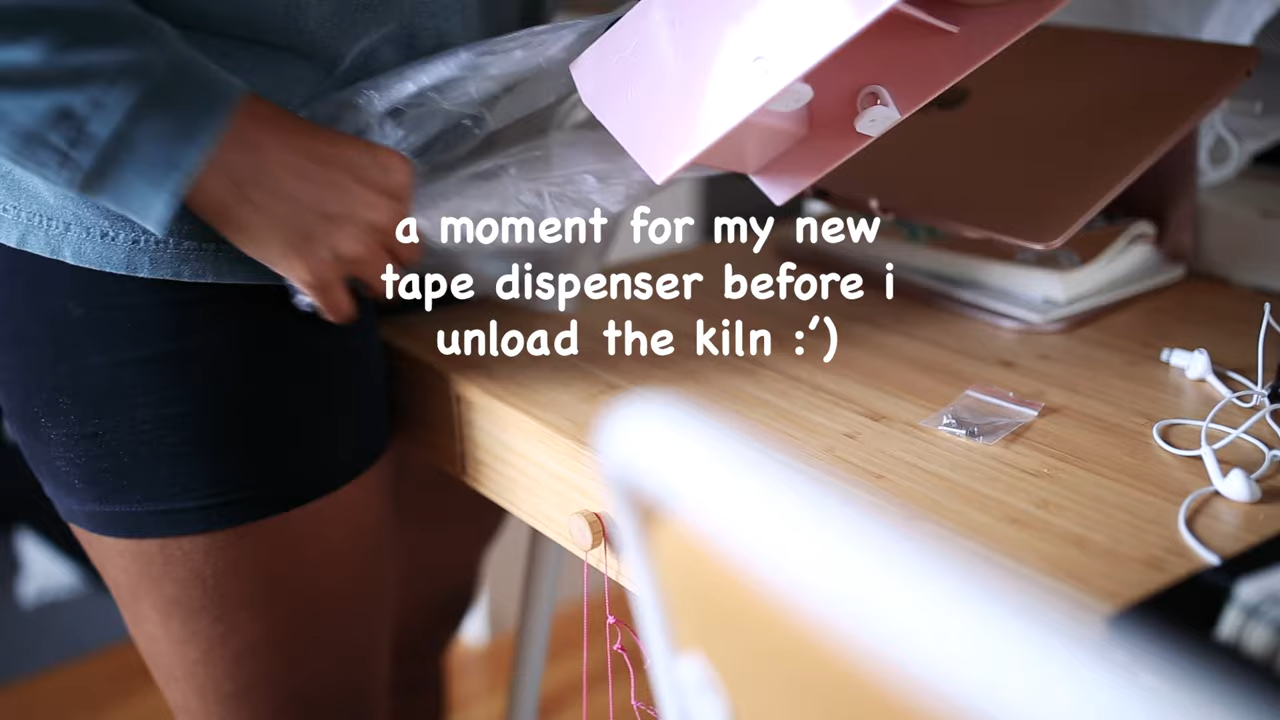 a moment for my new
tape dispenser before i
unload the kiln :’)